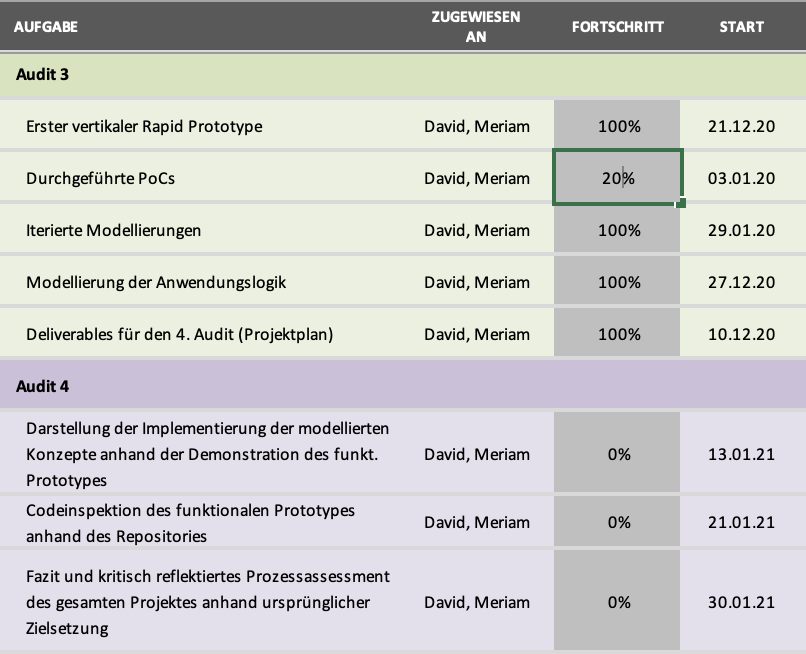 AUFGABE ZUGEWIESEN AN FORTSCHRITT START
Audit 3
Erster vertikaler Rapid Prototype David, Meriam 100% 21.12.20
Durchgeführte PoCs David, Meriam 20% 03.01.20
Iterierte Modellierungen David, Meriam 100% 29.01.20
Modellierung der Anwendungslogik David, Meriam 100% 27.12.20
Deliverables für den 4. Audit (Projektplan) David, Meriam 100% 10.12.20
Audit 4
Darstellung der Implementierung der modellierten
Konzepte anhand der Demonstration des funkt. David, Meriam 0% 13.01.21
Prototypes
Codeinspektion des funktionalen Prototypes
anhand des Repositories David, Meriam 0% 21.01.21
Fazit und kritisch reflektiertes Prozessassessment
des gesamten Projektes anhand ursprünglicher David, Meriam 0% 30.01.21
Zielsetzung